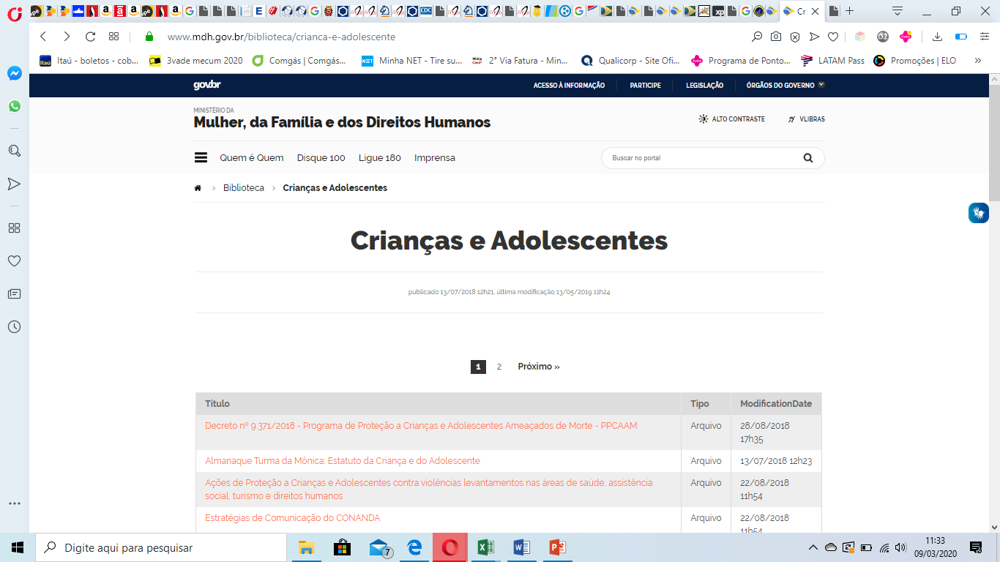 Cri
www.mdh.gov.br/biblioteca/crianca-e-adolescente
Itaú - boletos - cob...
3vade mecum 2020
Comgás | Comgás...
Minha NET - Tire su...
2° Via Fatura - Min...
Qualicorp - Site Ofi...
Programa de Ponto...
LATAM Pass
Promoções | ELO
govbr
ACESSO À INFORMAÇÃO
PARTICIPE
LEGISLAÇÃO
ÓRGÃOS DO GOVERNO
MINISTÉRIO DA
Mulher, da Família e dos Direitos Humanos
ALTO CONTRASTE
VLIBRAS
Quem é Quem
Disque 100
Ligue 180
Imprensa
Buscar no portal
Biblioteca
Crianças e Adolescentes
Crianças e Adolescentes
publicado 13/07/2018 12h21, última modificação 13/05/2019 11h24
1 2 Próximo »
Título Tipo ModificationDate
Decreto nº 9.371/2018 - Programa de Proteção a Crianças e Adolescentes Ameaçados de Morte - PPCAAM Arquivo 28/08/2018
17h35
Almanaque Turma da Mônica: Estatuto da Criança e do Adolescente Arquivo 13/07/2018 12h23
Ações de Proteção a Crianças e Adolescentes contra violências levantamentos nas áreas de saúde, assistência Arquivo 22/08/2018
social, turismo e direitos humanos 11h54
Estratégias de Comunicação do CONANDA Arquivo 22/08/2018
11h54
Digite aqui para pesquisar
7
11:33
09/03/2020